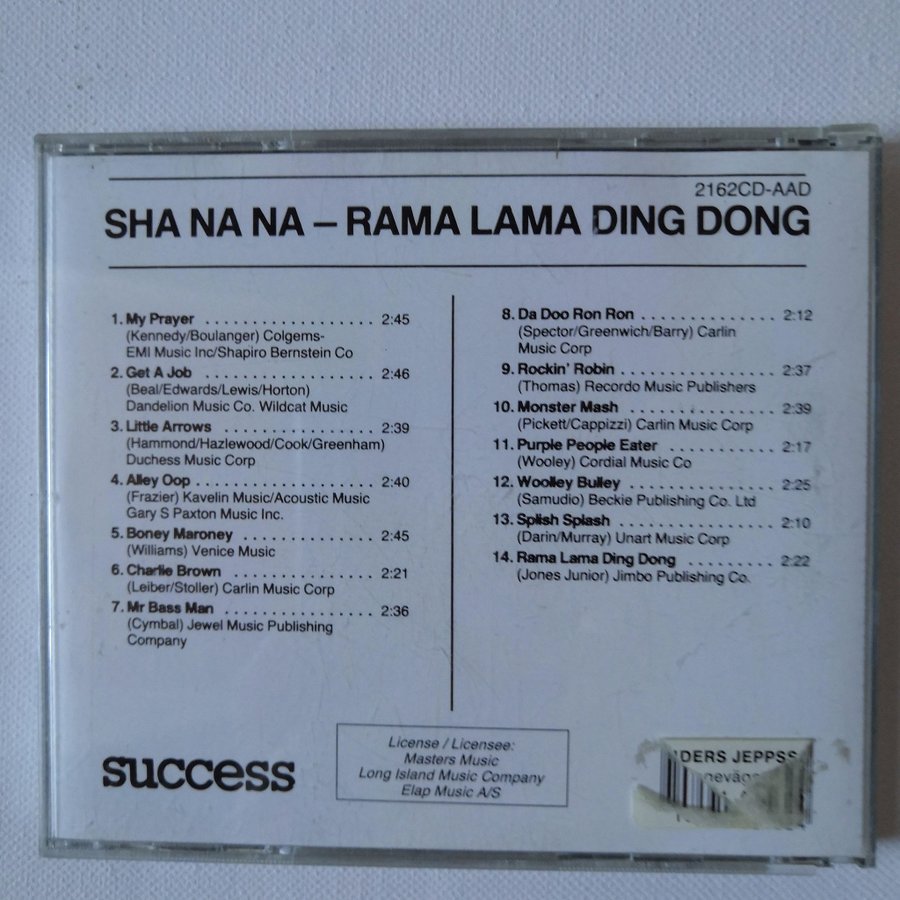 2162CD-AAD
SHA NA NA – RAMA LAMA DING DONG
1. My Prayer .................. 2:45
(Kennedy/Boulanger) Colgems-
EMI Music Inc/Shapiro Bernstein Co
2. Get A Job .................. 2:46
(Beal/Edwards/Lewis/Horton)
Dandelion Music Co. Wildcat Music
3. Little Arrows ................ 2:39
(Hammond/Hazlewood/Cook/Greenham)
Duchess Music Corp
4. Alley Oop .................. 2:40
(Frazier) Kavelin Music/Acoustic Music
Gary S Paxton Music Inc.
5. Boney Maroney .............. 2:45
(Williams) Venice Music
6. Charlie Brown .............. 2:21
(Leiber/Stoller) Carlin Music Corp
7. Mr Bass Man ................ 2:36
(Cymbal) Jewel Music Publishing
Company
8. Da Doo Ron Ron .............. 2:12
(Spector/Greenwich/Barry) Carlin
Music Corp
9. Rockin' Robin ................ 2:37
(Thomas) Recordo Music Publishers
10. Monster Mash ............... 2:39
(Pickett/Cappizzi) Carlin Music Corp
11. Purple People Eater ........... 2:17
(Wooley) Cordial Music Co
12. Woolley Bulley ............... 2:25
(Samudio) Beckie Publishing Co. Ltd
13. Splish Splash ................ 2:10
(Darin/Murray) Unart Music Corp
14. Rama Lama Ding Dong ......... 2:22
(Jones Junior) Jimbo Publishing Co.
success
License / Licensee:
Masters Music
Long Island Music Company
Elap Music A/S
JEPPSS